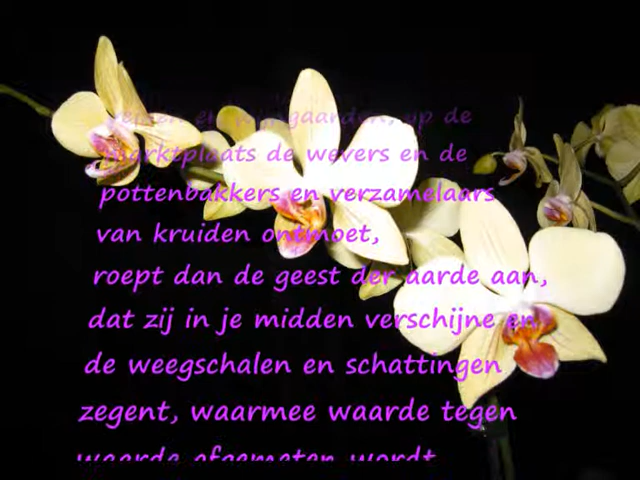 en wijngaarden, op de
marktplaats de wevers en de
pottenbakkers en verzamelaars
van kruiden ontmoet,
roept dan de geest der aarde aan,
dat zij in je midden verschijne en
de weegschalen en schattingen
zegent, waarmee waarde tegen
waarde afgemeten wordt